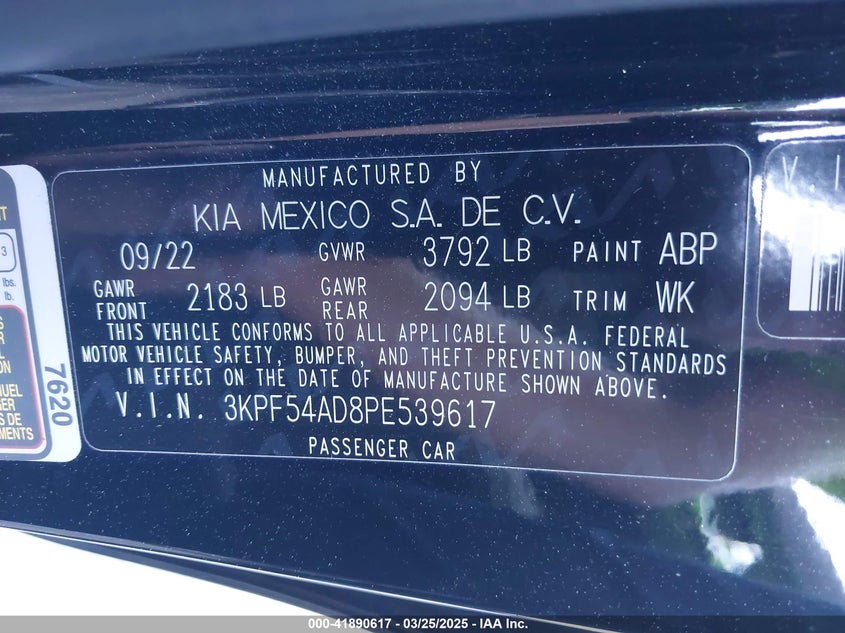 MANUFACTURED BY
KIA MEXICO S.A. DE C.V.
09/22 GVWR 3792 LB PAINT ABP
GAWR FRONT 2183 LB GAWR REAR 2094 LB TRIM WK
THIS VEHICLE CONFORMS TO ALL APPLICABLE U.S.A. FEDERAL
MOTOR VEHICLE SAFETY, BUMPER, AND THEFT PREVENTION STANDARDS
IN EFFECT ON THE DATE OF MANUFACTURE SHOWN ABOVE.
V.I.N. 3KPF54AD8PE539617
PASSENGER CAR
7620
3
lbs.
lb.
V.I
000-41890617 — 03/25/2025 — IAA Inc.